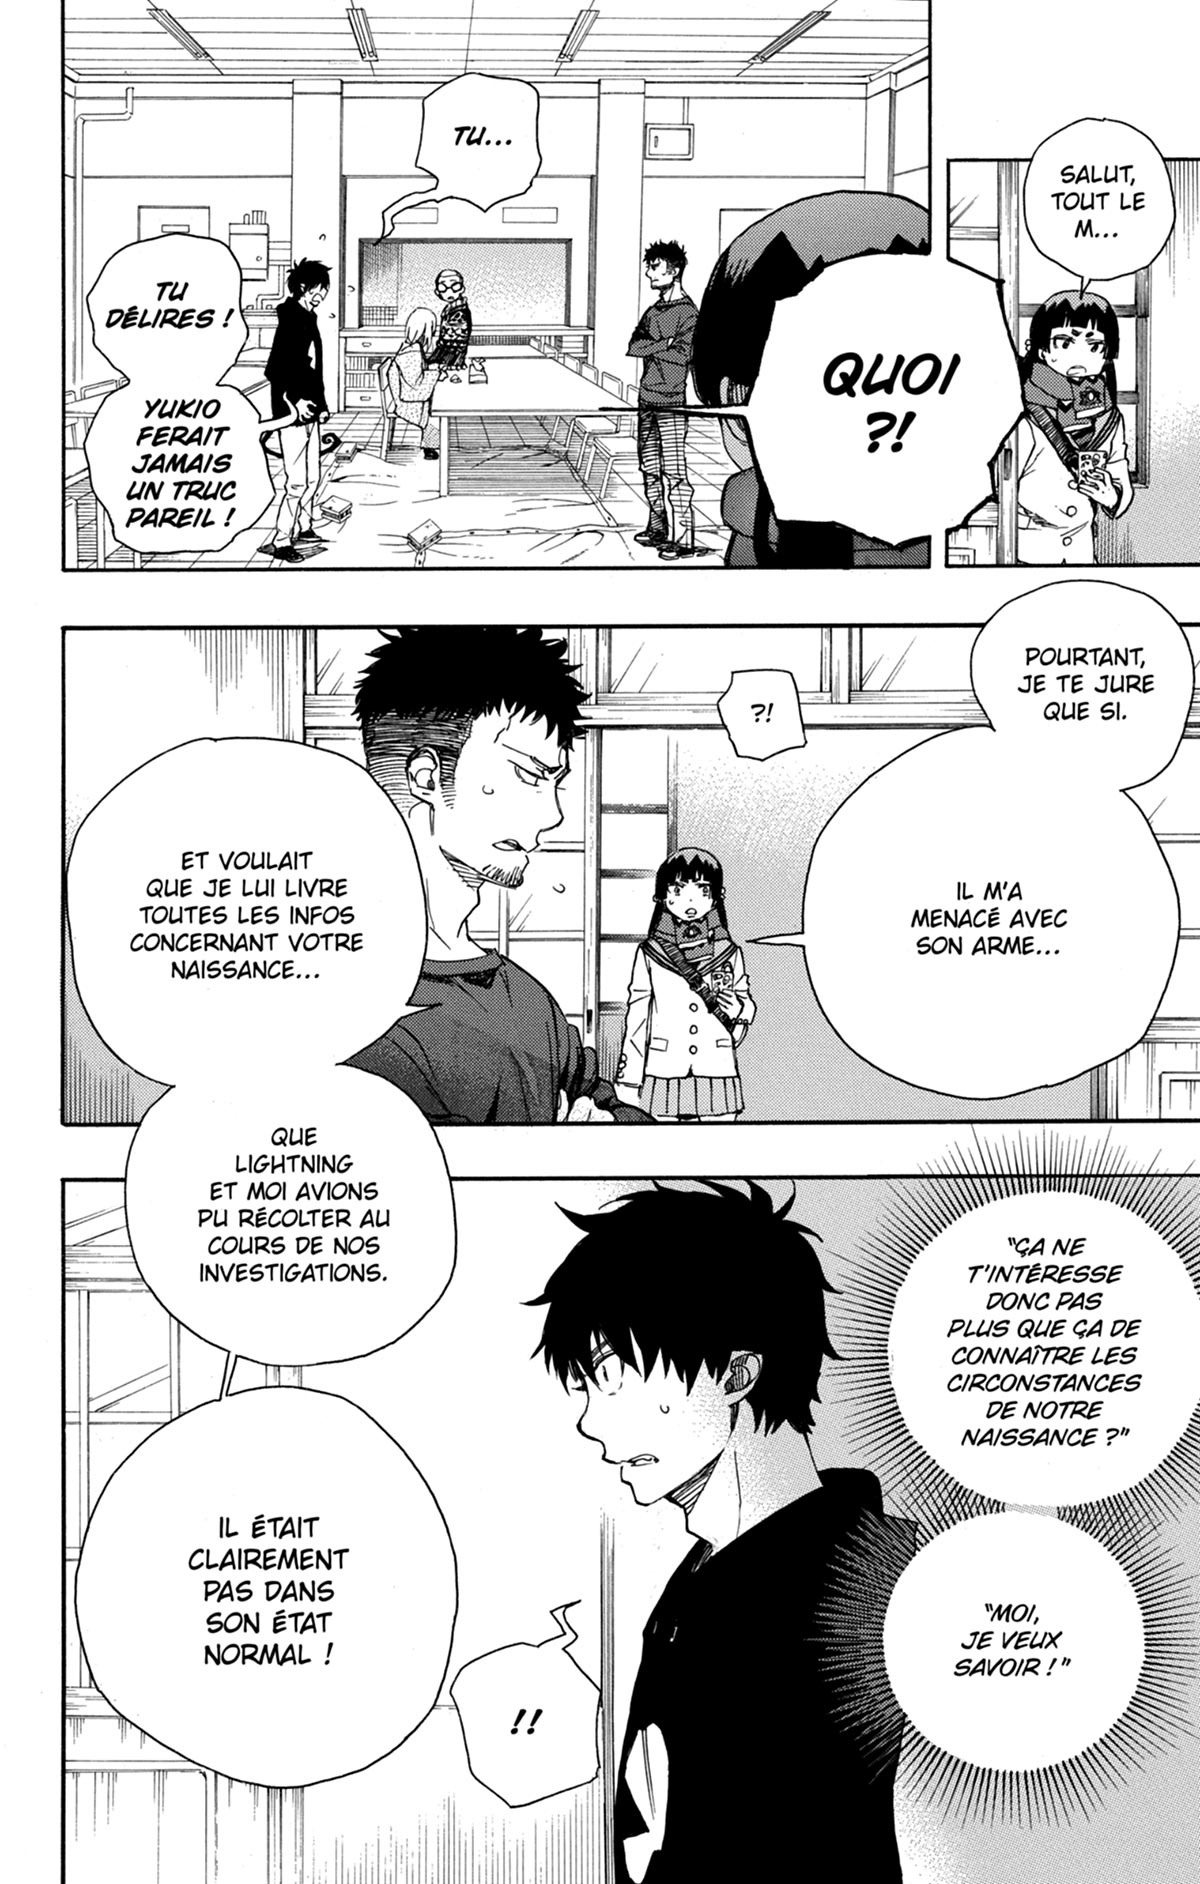 SALUT,
TOUT LE
M...
QUOI
?!
TU...
TU
DÉLIRES !
YUKIO
FERAIT
JAMAIS
UN TRUC
PAREIL !
POURTANT,
JE TE JURE
QUE SI.
IL M'A
MENACÉ AVEC
SON ARME...
?!
ET VOULAIT
QUE JE LUI LIVRE
TOUTES LES INFOS
CONCERNANT VOTRE
NAISSANCE...
QUE
LIGHTNING
ET MOI AVIONS
PU RÉCOLTER AU
COURS DE NOS
INVESTIGATIONS.
"ÇA NE
T'INTÉRESSE
DONC PAS
PLUS QUE ÇA DE
CONNAÎTRE LES
CIRCONSTANCES
DE NOTRE
NAISSANCE ?"
"MOI,
JE VEUX
SAVOIR !"
IL ÉTAIT
CLAIREMENT
PAS DANS
SON ÉTAT
NORMAL !
!!